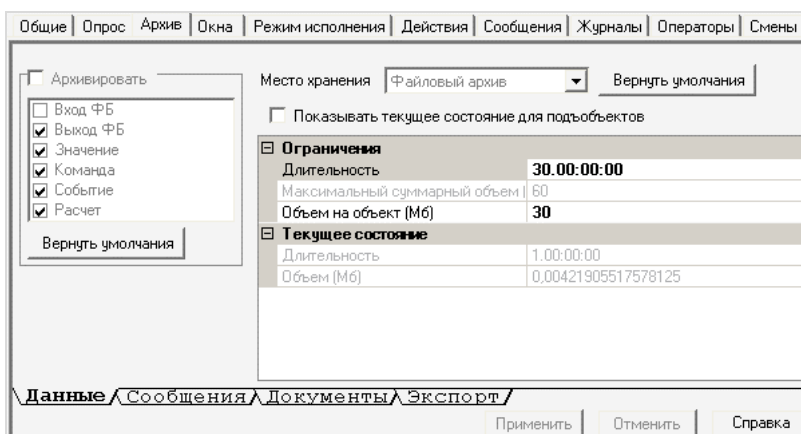 Общие Опрос Архив Окна Режим исполнения Действия Сообщения Журналы Операторы Смены
Архивировать
Вход ФБ
Выход ФБ
Значение
Команда
Событие
Расчет
Вернуть умолчания
Место хранения Файловый архив Вернуть умолчания
Показывать текущее состояние для подъобъектов
Ограничения
Длительность 30.00:00:00
Максимальный суммарный объем ( 60
Объем на объект (Мб) 30
Текущее состояние
Длительность 1.00:00:00
Объем (Мб) 0,00421905517578125
Данные Сообщения Документы Экспорт
Применить Отменить Справка